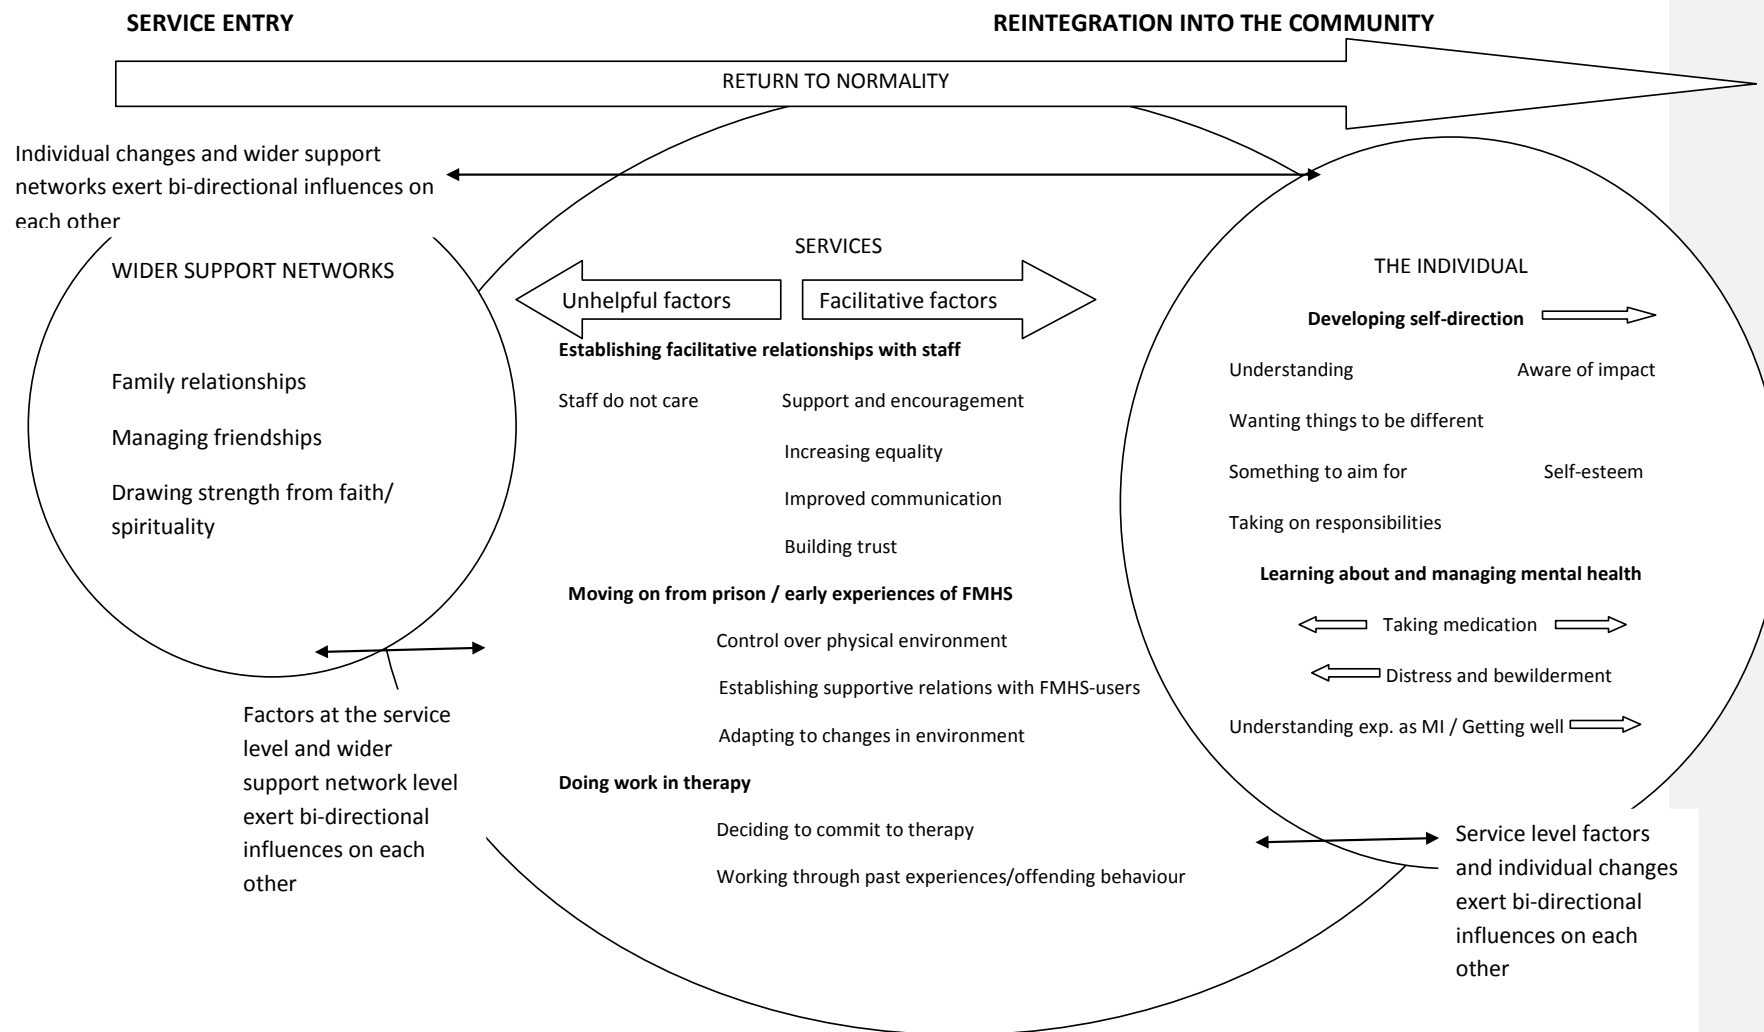 SERVICE ENTRY
REINTEGRATION INTO THE COMMUNITY
RETURN TO NORMALITY
Individual changes and wider support
networks exert bi-directional influences on
each other
WIDER SUPPORT NETWORKS
Family relationships
Managing friendships
Drawing strength from faith/
spirituality
Factors at the service
level and wider
support network level
exert bi-directional
influences on each
other
SERVICES
Unhelpful factors
Facilitative factors
Establishing facilitative relationships with staff
Staff do not care
Support and encouragement
Increasing equality
Improved communication
Building trust
Moving on from prison / early experiences of FMHS
Control over physical environment
Establishing supportive relations with FMHS-users
Adapting to changes in environment
Doing work in therapy
Deciding to commit to therapy
Working through past experiences/offending behaviour
THE INDIVIDUAL
Developing self-direction
Understanding
Aware of impact
Wanting things to be different
Something to aim for
Self-esteem
Taking on responsibilities
Learning about and managing mental health
Taking medication
Distress and bewilderment
Understanding exp. as MI / Getting well
Service level factors
and individual changes
exert bi-directional
influences on each
other